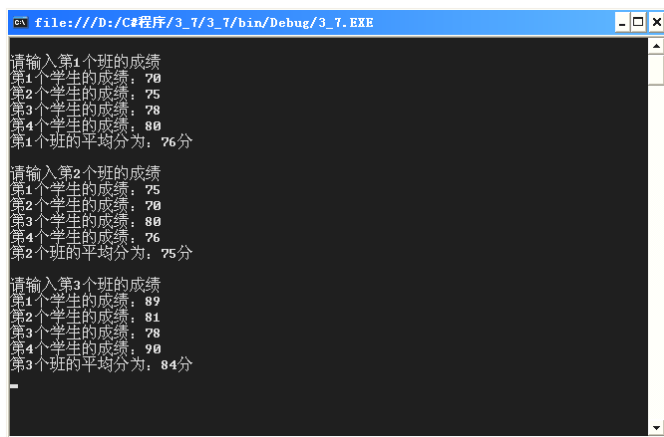 file:///D:/C#程序/3_7/3_7/bin/Debug/3_7.EXE
请输入第1个班的成绩
第1个学生的成绩：70
第2个学生的成绩：75
第3个学生的成绩：78
第4个学生的成绩：80
第1个班的平均分为：76分
请输入第2个班的成绩
第1个学生的成绩：75
第2个学生的成绩：70
第3个学生的成绩：80
第4个学生的成绩：76
第2个班的平均分为：75分
请输入第3个班的成绩
第1个学生的成绩：89
第2个学生的成绩：81
第3个学生的成绩：78
第4个学生的成绩：90
第3个班的平均分为：84分